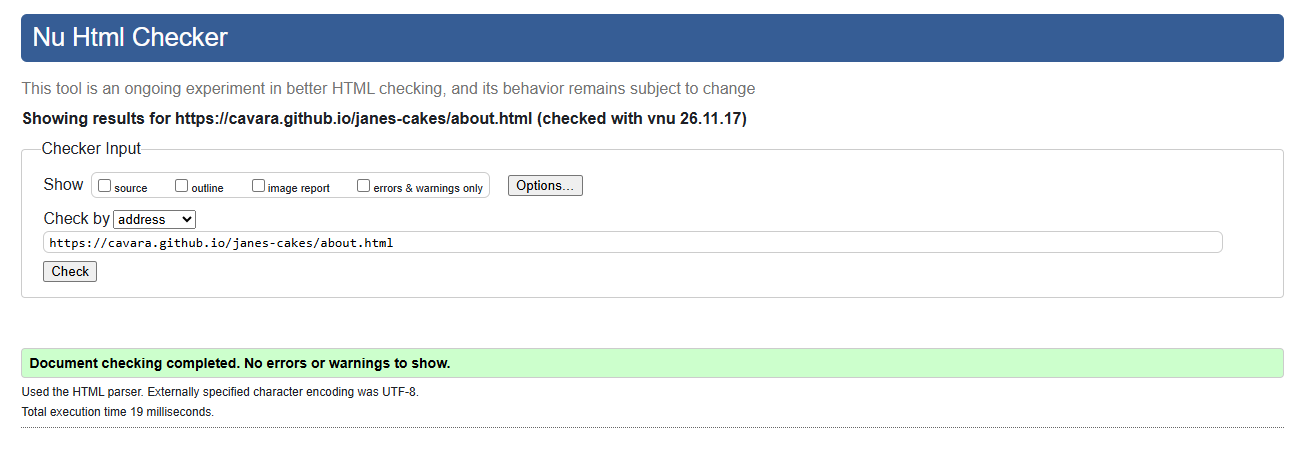 Nu Html Checker
This tool is an ongoing experiment in better HTML checking, and its behavior remains subject to change
Showing results for https://cavara.github.io/janes-cakes/about.html (checked with vnu 26.11.17)
Checker Input
Show source outline image report errors & warnings only Options...
Check by address
https://cavara.github.io/janes-cakes/about.html
Check
Document checking completed. No errors or warnings to show.
Used the HTML parser. Externally specified character encoding was UTF-8.
Total execution time 19 milliseconds.